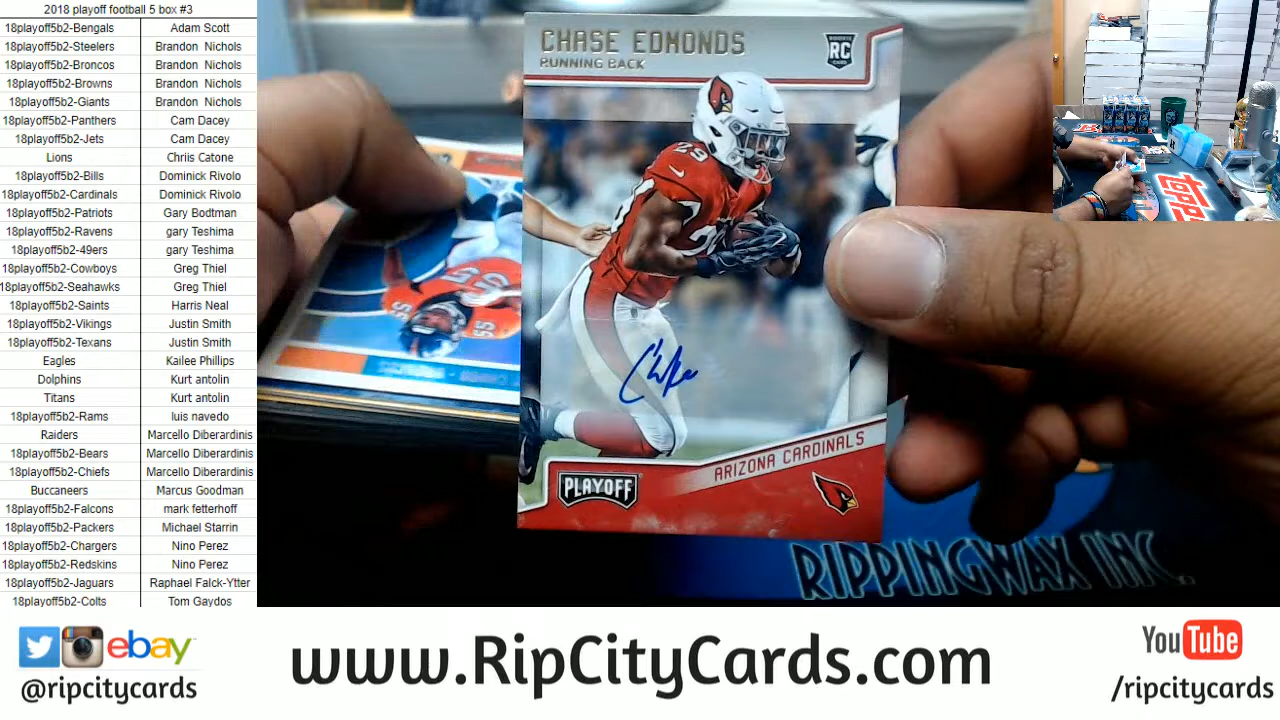 2018 playoff football 5 box #3
18playoff5b2-Bengals Adam Scott
18playoff5b2-Steelers Brandon Nichols
18playoff5b2-Broncos Brandon Nichols
18playoff5b2-Browns Brandon Nichols
18playoff5b2-Giants Brandon Nichols
18playoff5b2-Panthers Cam Dacey
18playoff5b2-Jets Cam Dacey
Lions Chriis Catone
18playoff5b2-Bills Dominick Rivolo
18playoff5b2-Cardinals Dominick Rivolo
18playoff5b2-Patriots Gary Bodtman
18playoff5b2-Ravens gary Teshima
18playoff5b2-49ers gary Teshima
18playoff5b2-Cowboys Greg Thiel
18playoff5b2-Seahawks Greg Thiel
18playoff5b2-Saints Harris Neal
18playoff5b2-Vikings Justin Smith
18playoff5b2-Texans Justin Smith
Eagles Kailee Phillips
Dolphins Kurt antolin
Titans Kurt antolin
18playoff5b2-Rams luis navedo
Raiders Marcello Diberardinis
18playoff5b2-Bears Marcello Diberardinis
18playoff5b2-Chiefs Marcello Diberardinis
Buccaneers Marcus Goodman
18playoff5b2-Falcons mark fetterhoff
18playoff5b2-Packers Michael Starrin
18playoff5b2-Chargers Nino Perez
18playoff5b2-Redskins Nino Perez
18playoff5b2-Jaguars Raphael Falck-Ytter
18playoff5b2-Colts Tom Gaydos
CHASE EDMONDS
RUNNING BACK
ROOKIE
RC
CARDS
29
ARIZONA CARDINALS
PLAYOFF
55
RIPPINGWAX INC.
topps
ebay
@ripcitycards
www.RipCityCards.com
YouTube
/ripcitycards